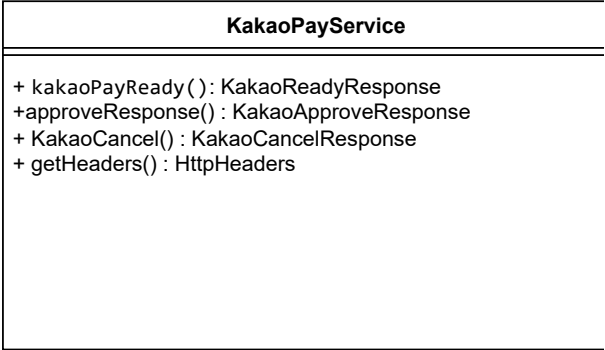 KakaoPayService
+ kakaoPayReady(): KakaoReadyResponse
+approveResponse() : KakaoApproveResponse
+ KakaoCancel() : KakaoCancelResponse
+ getHeaders() : HttpHeaders